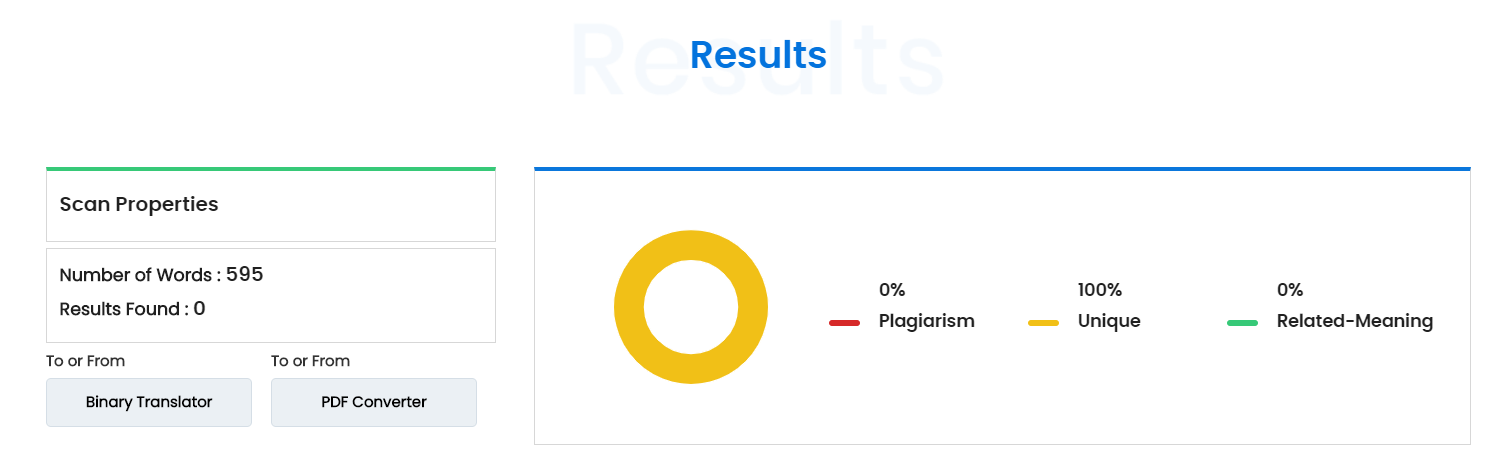 Results
Results
Scan Properties
Number of Words : 595
Results Found : 0
To or From
Binary Translator
To or From
PDF Converter
0%
Plagiarism
100%
Unique
0%
Related-Meaning